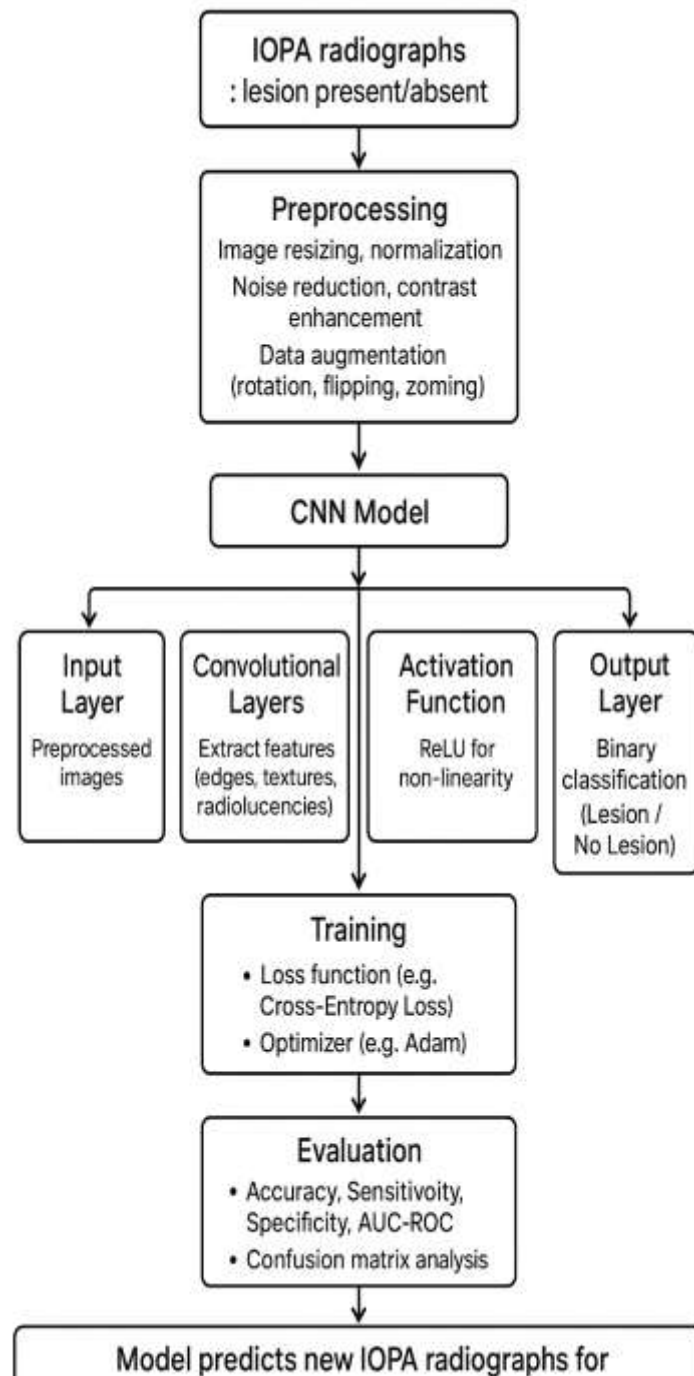 IOPA radiographs
: lesion present/absent
Preprocessing
Image resizing, normalization
Noise reduction, contrast
enhancement
Data augmentation
(rotation, flipping, zoming)
CNN Model
Input
Layer
Preprocessed
images
Convolutional
Layers
Extract features
(edges, textures,
radiolucencies)
Activation
Function
ReLU for
non-linearity
Output
Layer
Binary
classification
(Lesion /
No Lesion)
Training
• Loss function (e.g.
Cross-Entropy Loss)
• Optimizer (e.g. Adam)
Evaluation
• Accuracy, Sensitivoity,
Specificity, AUC-ROC
• Confusion matrix analysis
Model predicts new IOPA radiographs for